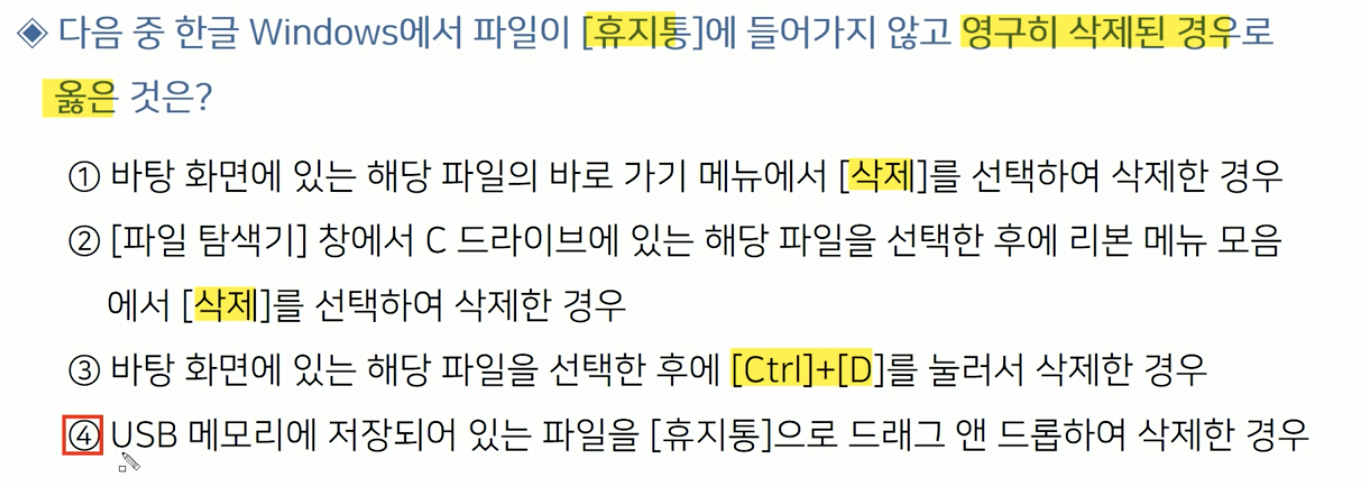 ◈ 다음 중 한글 Windows에서 파일이 [휴지통]에 들어가지 않고 영구히 삭제된 경우로
옳은 것은?
① 바탕 화면에 있는 해당 파일의 바로 가기 메뉴에서 [삭제]를 선택하여 삭제한 경우
② [파일 탐색기] 창에서 C 드라이브에 있는 해당 파일을 선택한 후에 리본 메뉴 모음
에서 [삭제]를 선택하여 삭제한 경우
③ 바탕 화면에 있는 해당 파일을 선택한 후에 [Ctrl]+[D]를 눌러서 삭제한 경우
④ USB 메모리에 저장되어 있는 파일을 [휴지통]으로 드래그 앤 드롭하여 삭제한 경우